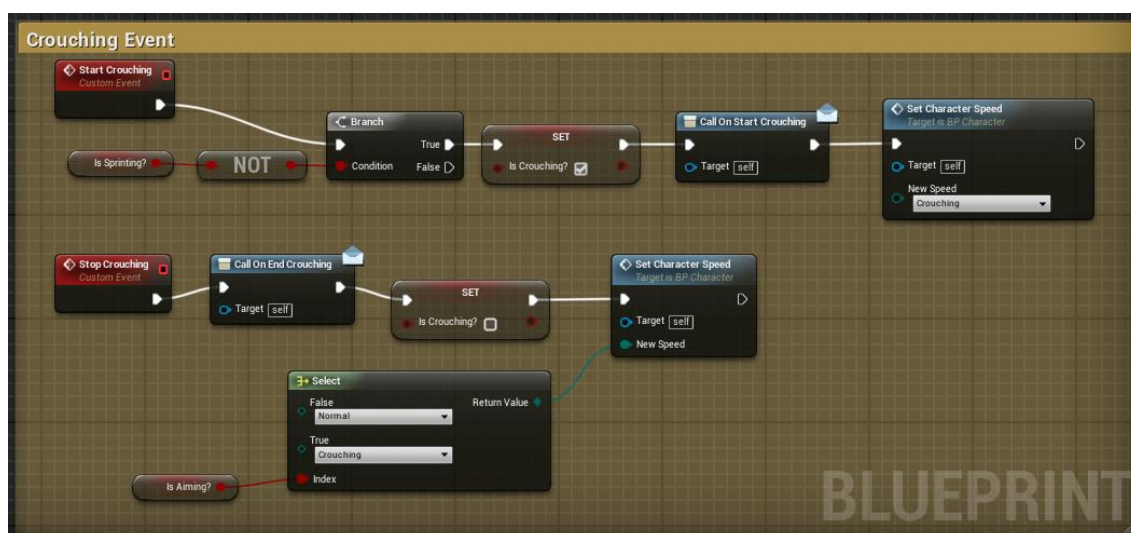 Crouching Event
Start Crouching
Custom Event
Is Sprinting?
NOT
Branch
True
Condition
False
SET
Is Crouching?
Call On Start Crouching
Target self
Set Character Speed
Target is BP Character
Target self
New Speed
Crouching
Stop Crouching
Custom Event
Call On End Crouching
Target self
SET
Is Crouching?
Set Character Speed
Target is BP Character
Target self
New Speed
Select
False
Return Value
Normal
True
Crouching
Index
Is Aiming?
BLUEPRINT